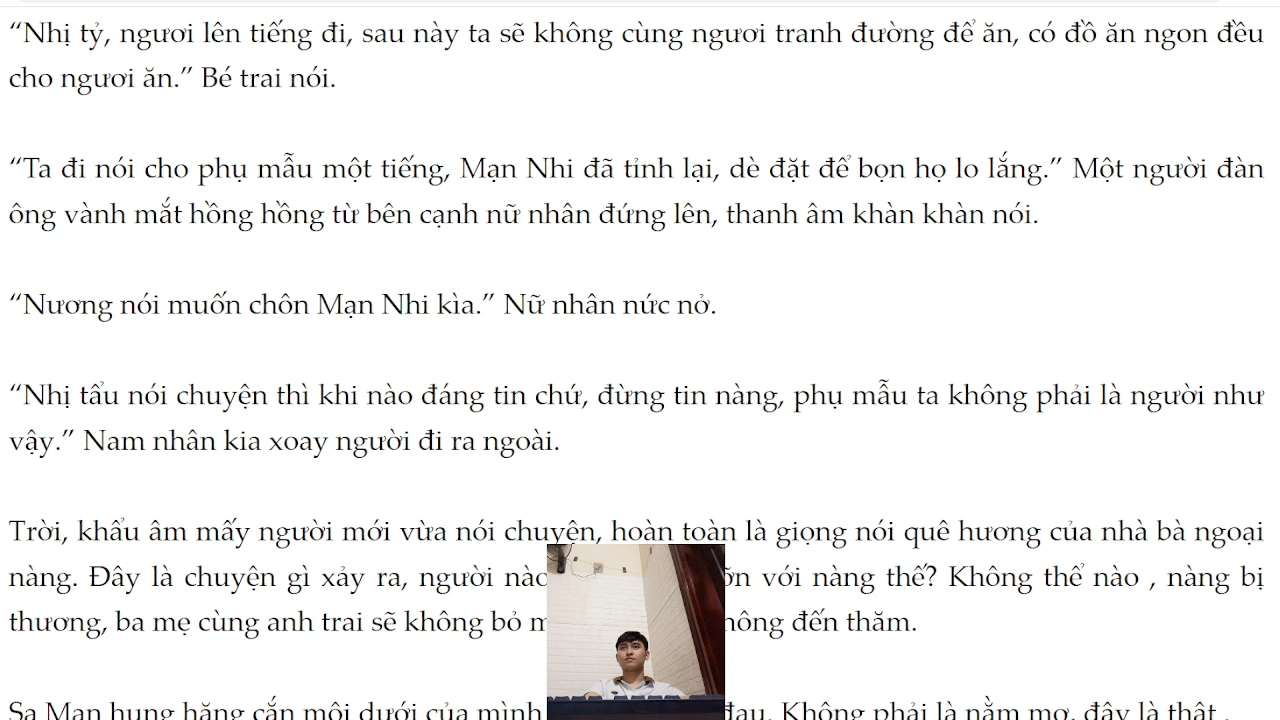 “Nhị tỷ, ngươi lên tiếng đi, sau này ta sẽ không cùng ngươi tranh đường để ăn, có đồ ăn ngon đều
cho ngươi ăn.” Bé trai nói.
“Ta đi nói cho phụ mẫu một tiếng, Mạn Nhi đã tỉnh lại, dè đặt để bọn họ lo lắng.” Một người đàn
ông vành mắt hồng hồng từ bên cạnh nữ nhân đứng lên, thanh âm khàn khàn nói.
“Nương nói muốn chôn Mạn Nhi kìa.” Nữ nhân nức nở.
“Nhị tẩu nói chuyện thì khi nào đáng tin chứ, đừng tin nàng, phụ mẫu ta không phải là người như
vậy.” Nam nhân kia xoay người đi ra ngoài.
Trời, khẩu âm mấy người mới vừa nói chuyện, hoàn toàn là giọng nói quê hương của nhà bà ngoại
nàng. Đây là chuyện gì xảy ra, người nào với nàng thế? Không thể nào , nàng bị
thương, ba mẹ cùng anh trai sẽ không bỏ đến thăm.
Sa Mạn hung hăng cắn môi dưới của mình đau. Không phải là nằm mơ, đây là thật .